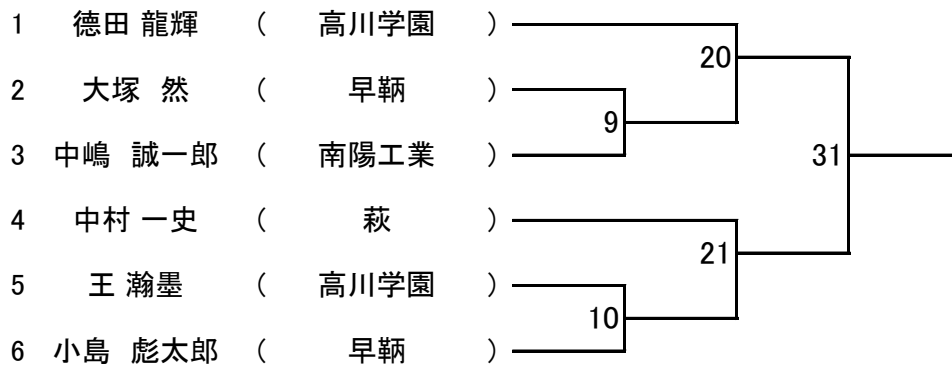 1 德田 龍輝 ( 高川学園 )
20
2 大塚 然 ( 早鞆 )
9
3 中嶋 誠一郎 ( 南陽工業 )
31
4 中村 一史 ( 萩 )
21
5 王 瀚墨 ( 高川学園 )
10
6 小島 彪太郎 ( 早鞆 )